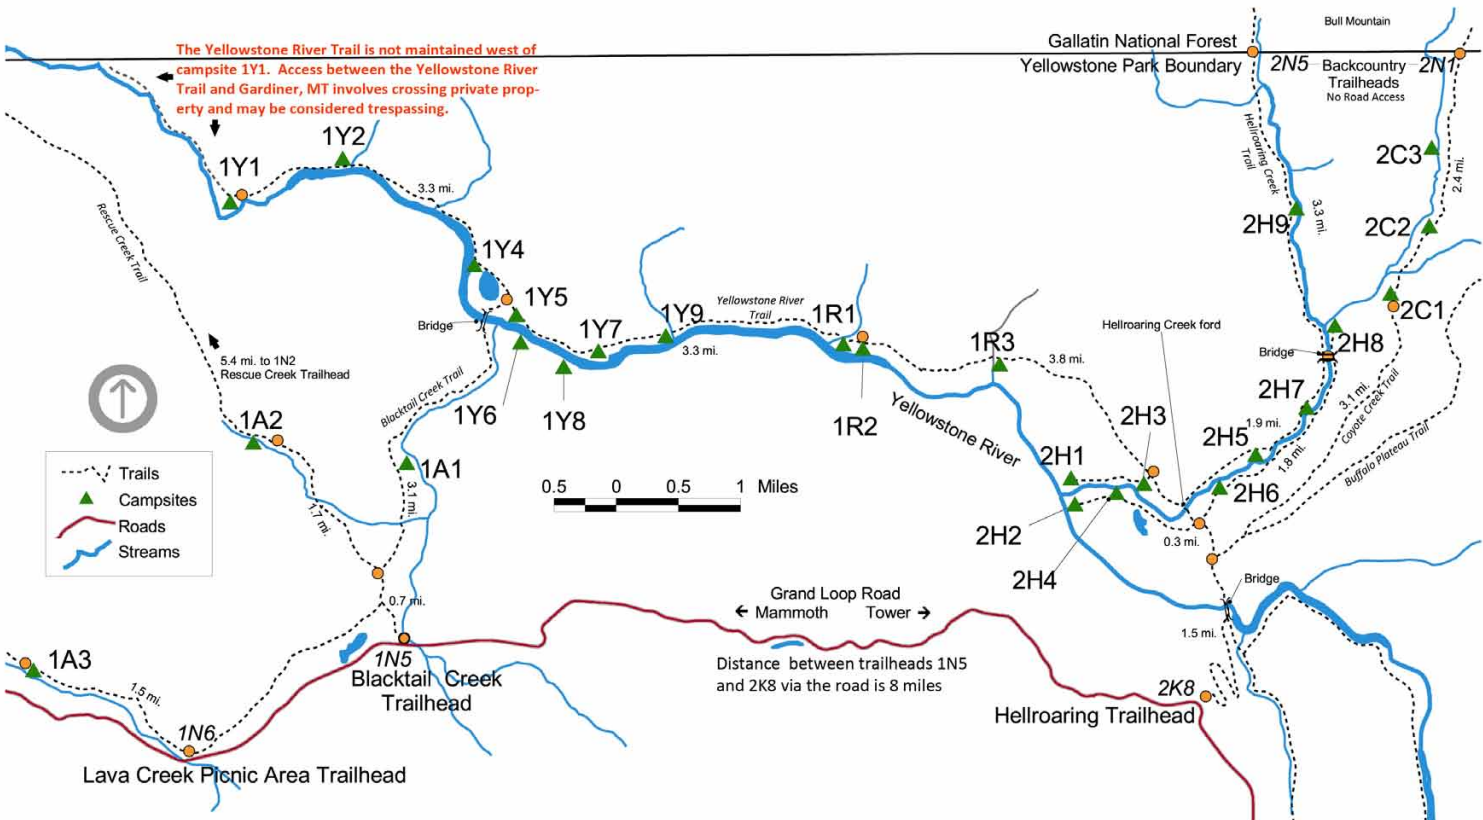 Bull Mountain
The Yellowstone River Trail is not maintained west of
campsite 1Y1. Access between the Yellowstone River
Trail and Gardiner, MT involves crossing private prop-
erty and may be considered trespassing.
Gallatin National Forest
Yellowstone Park Boundary
2N5
Backcountry
Trailheads
No Road Access
2N1
1Y2
1Y1
3.3 mi.
Hellroaring Creek
Trail
2C3
2.4 mi.
Rescue Creek Trail
2H9
3.3 mi.
2C2
1Y4
1Y5
Bridge
1Y7
1Y9
3.3 mi.
Yellowstone River
Trail
1R1
1R3
3.8 mi.
Hellroaring Creek ford
2C1
2H8
Bridge
5.4 mi. to 1N2
Rescue Creek Trailhead
Blacktail Creek Trail
1Y6
1Y8
1R2
Yellowstone River
2H7
3.1 mi.
Coyote Creek Trail
1A2
2H3
1.9 mi.
2H5
1.8 mi.
Buffalo Plateau Trail
1A1
3.1 mi.
2H1
2H6
Trails
Campsites
Roads
Streams
1.7 mi.
0.5 0 0.5 1 Miles
2H2
0.3 mi.
2H4
Bridge
0.7 mi.
Grand Loop Road
Mammoth Tower
1.5 mi.
1A3
1.5 mi.
1N5
Blacktail Creek
Trailhead
Distance between trailheads 1N5
and 2K8 via the road is 8 miles
2K8
Hellroaring Trailhead
1N6
Lava Creek Picnic Area Trailhead